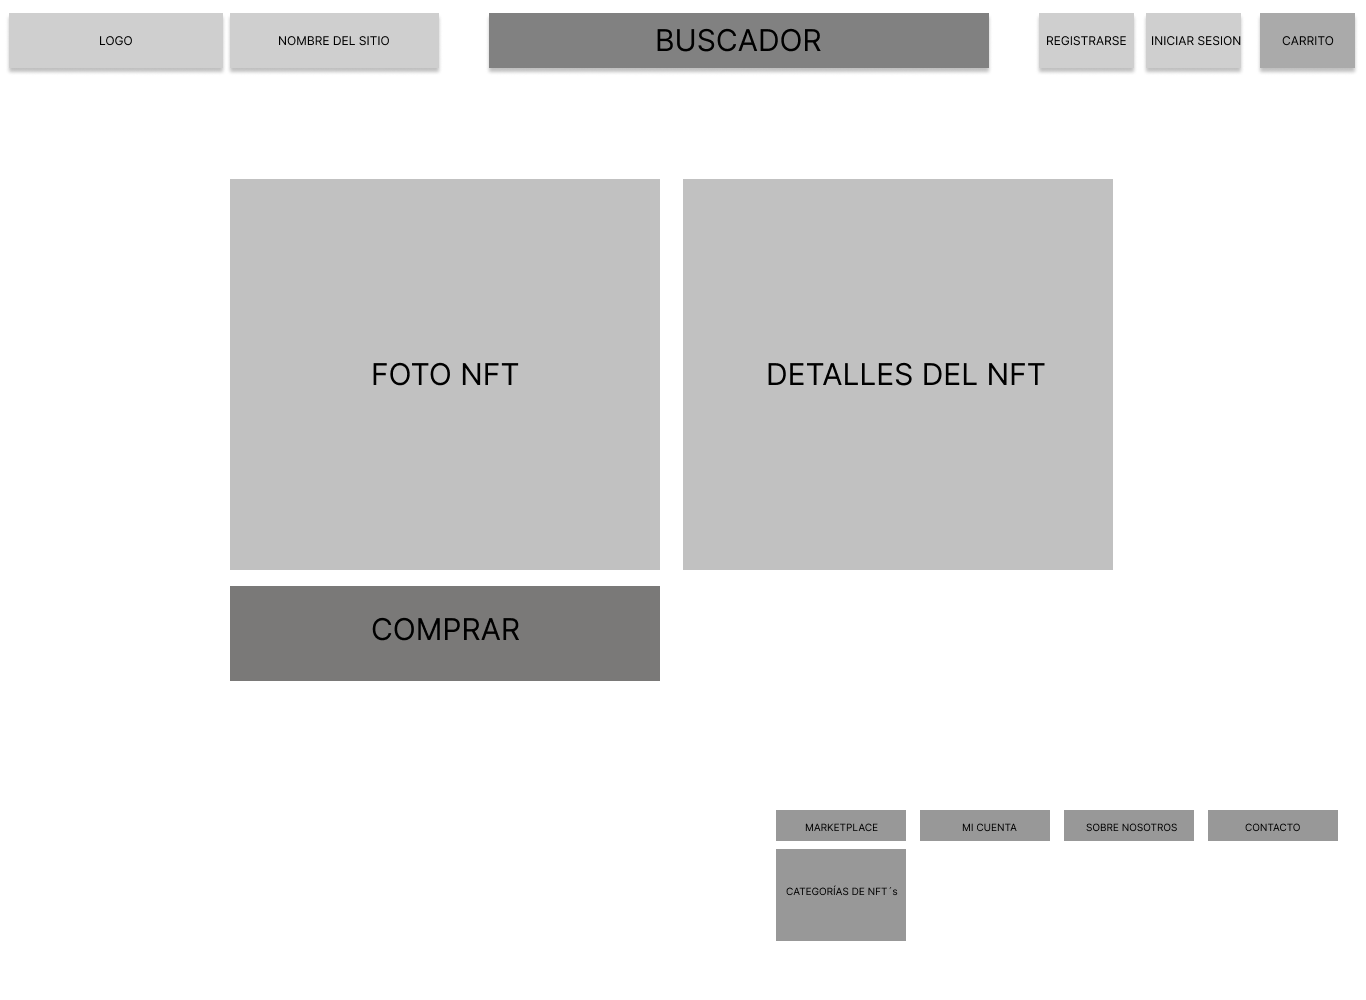 LOGO
NOMBRE DEL SITIO
BUSCADOR
REGISTRARSE
INICIAR SESION
CARRITO
FOTO NFT
DETALLES DEL NFT
COMPRAR
MARKETPLACE
MI CUENTA
SOBRE NOSOTROS
CONTACTO
CATEGORÍAS DE NFT´s